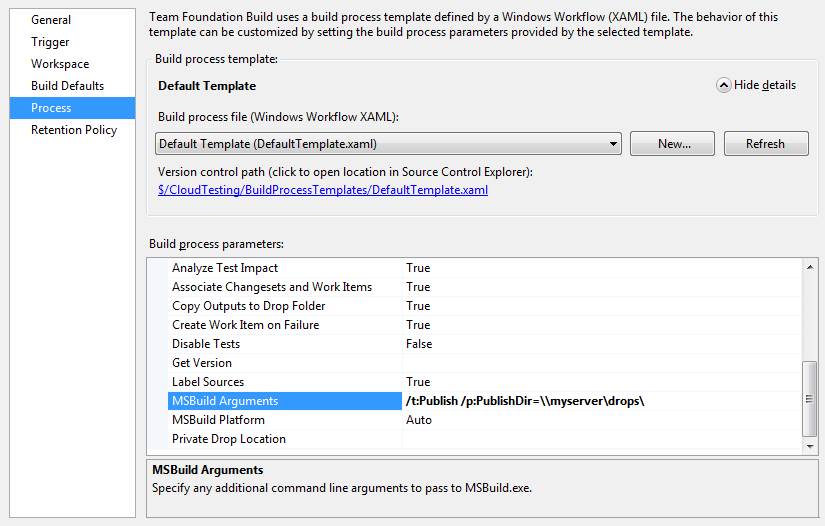 General
Trigger
Workspace
Build Defaults
Process
Retention Policy
Team Foundation Build uses a build process template defined by a Windows Workflow (XAML) file. The behavior of this
template can be customized by setting the build process parameters provided by the selected template.
Build process template:
Default Template
Hide details
Build process file (Windows Workflow XAML):
Default Template (DefaultTemplate.xaml)
New...
Refresh
Version control path (click to open location in Source Control Explorer):
$/CloudTesting/BuildProcessTemplates/DefaultTemplate.xaml
Build process parameters:
Analyze Test Impact True
Associate Changesets and Work Items True
Copy Outputs to Drop Folder True
Create Work Item on Failure True
Disable Tests False
Get Version
Label Sources True
MSBuild Arguments /t:Publish /p:PublishDir=\\myserver\drops\
MSBuild Platform Auto
Private Drop Location
MSBuild Arguments
Specify any additional command line arguments to pass to MSBuild.exe.